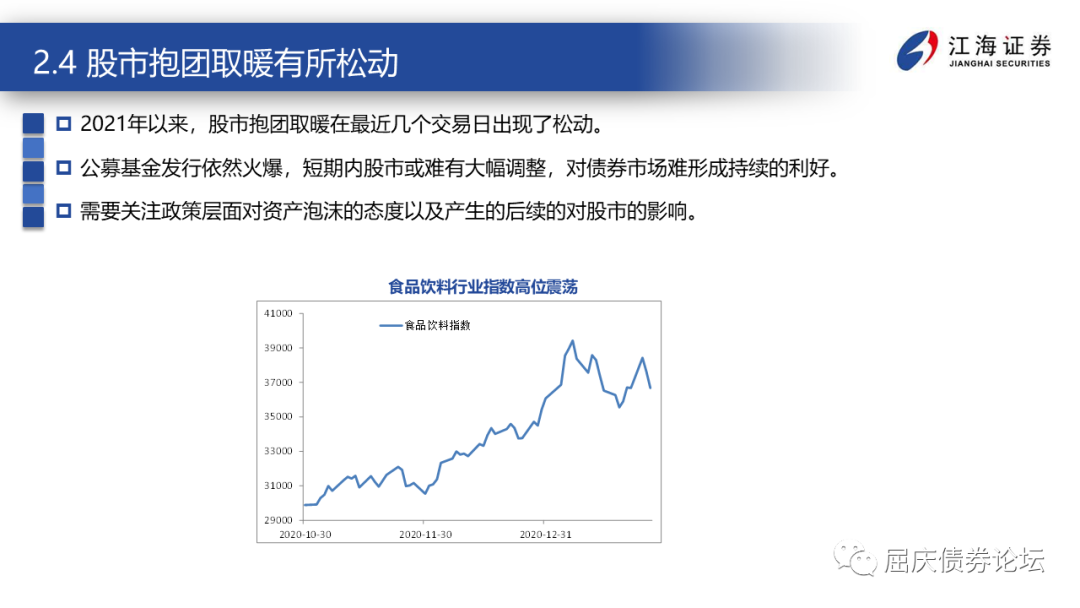 2.4 股市抱团取暖有所松动
江海证券
JIANGHAI SECURITIES
2021年以来，股市抱团取暖在最近几个交易日出现了松动。
公募基金发行依然火爆，短期内股市或难有大幅调整，对债券市场难形成持续的利好。
需要关注政策层面对资产泡沫的态度以及产生的后续的对股市的影响。
食品饮料行业指数高位震荡
食品饮料指数
41000
39000
37000
35000
33000
31000
29000
2020-10-30 2020-11-30 2020-12-31
屈庆债券论坛